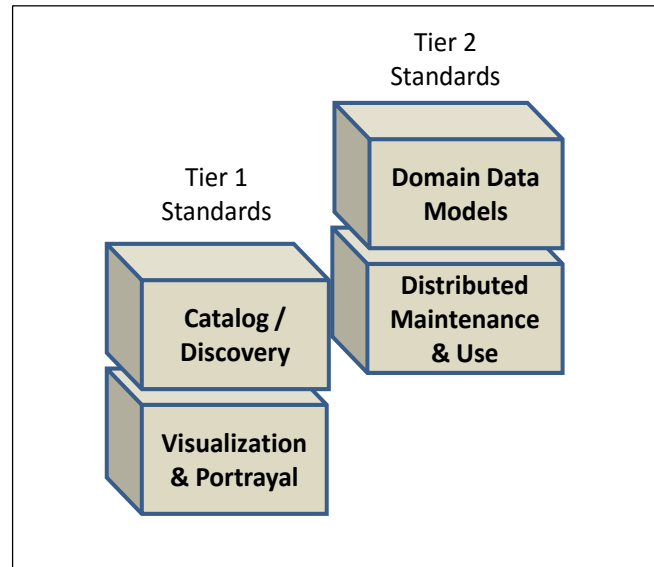 Tier 2
Standards
Domain Data
Models
Distributed
Maintenance
& Use
Tier 1
Standards
Catalog /
Discovery
Visualization
& Portrayal